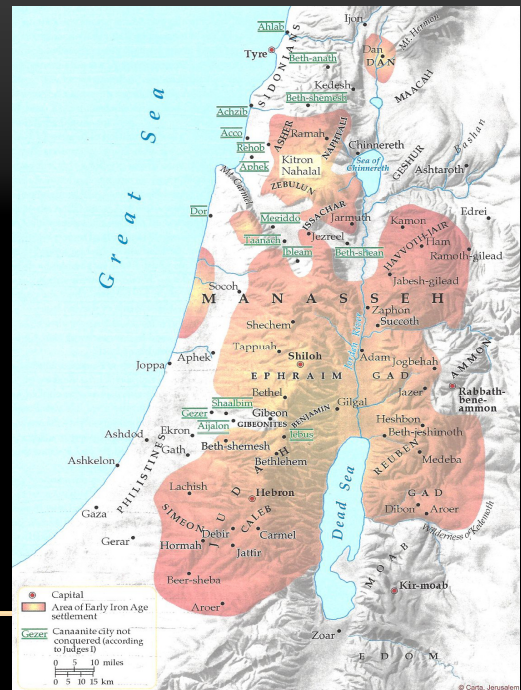 Ijon
Ahlab
Mt. Hermon
Tyre
Dan
DAN
Beth-anath
SIDONIANS
Kedesh
MAACAH
Beth-shemesh
Achzib
Acco
ASHER
Ramah
NAPHTALI
Rehob
Chinnereth
Bashan
Aphek
Kitron
Nahalal
Sea of
Chinnereth
GESHUR
Ashtaroth
Mt. Carmel
ZEBULUN
Great Sea
Dor
Megiddo
ISSACHAR
Jarmuth
Kamon
Edrei
Taanach
Jezreel
HAVVOTH-JAIR
Ham
Ibleam
Beth-shean
Ramoth-gilead
Jabesh-gilead
Socoh
MANASSEH
Zaphon
Succoth
Shechem
Jordan River
Tappuah
Adam
Joppa
Aphek
Shiloh
Jogbehah
AMMON
EPHRAIM
GAD
Bethel
Jazer
Rabbath-
bene-
ammon
Shaalbim
Gilgal
Gezer
Gibeon
BENJAMIN
Heshbon
Aijalon
GIBEONITES
Ashdod
Ekron
Jebus
Beth-jeshimoth
Beth-shemesh
Gath
REUBEN
Ashkelon
Bethlehem
Medeba
PHILISTINES
Lachish
JUDAH
Hebron
GAD
Gaza
SIMEON
CALEB
Dibon
Aroer
Dead Sea
Debir
Carmel
Wilderness of Kedemoth
Gerar
Hormah
Jattir
MOAB
Beer-sheba
Kir-moab
Aroer
Zoar
EDOM
Capital
Area of Early Iron Age
settlement
Gezer
Canaanite city not
conquered (according
to Judges I)
0 5 10 miles
0 5 10 15 km
© Carta, Jerusalem